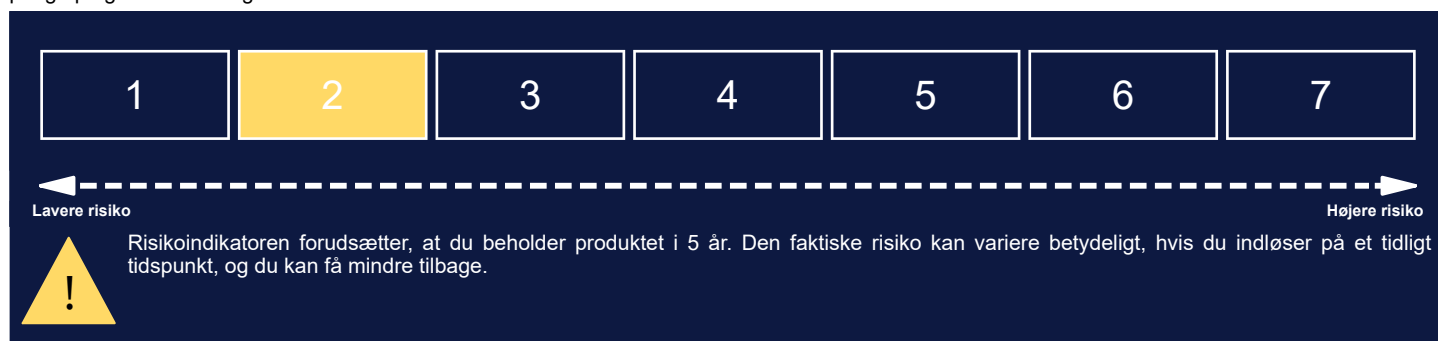 1 2 3 4 5 6 7
Lavere risiko Højere risiko
Risikoindikatoren forudsætter, at du beholder produktet i 5 år. Den faktiske risiko kan variere betydeligt, hvis du indløser på et tidligt
tidspunkt, og du kan få mindre tilbage.
!